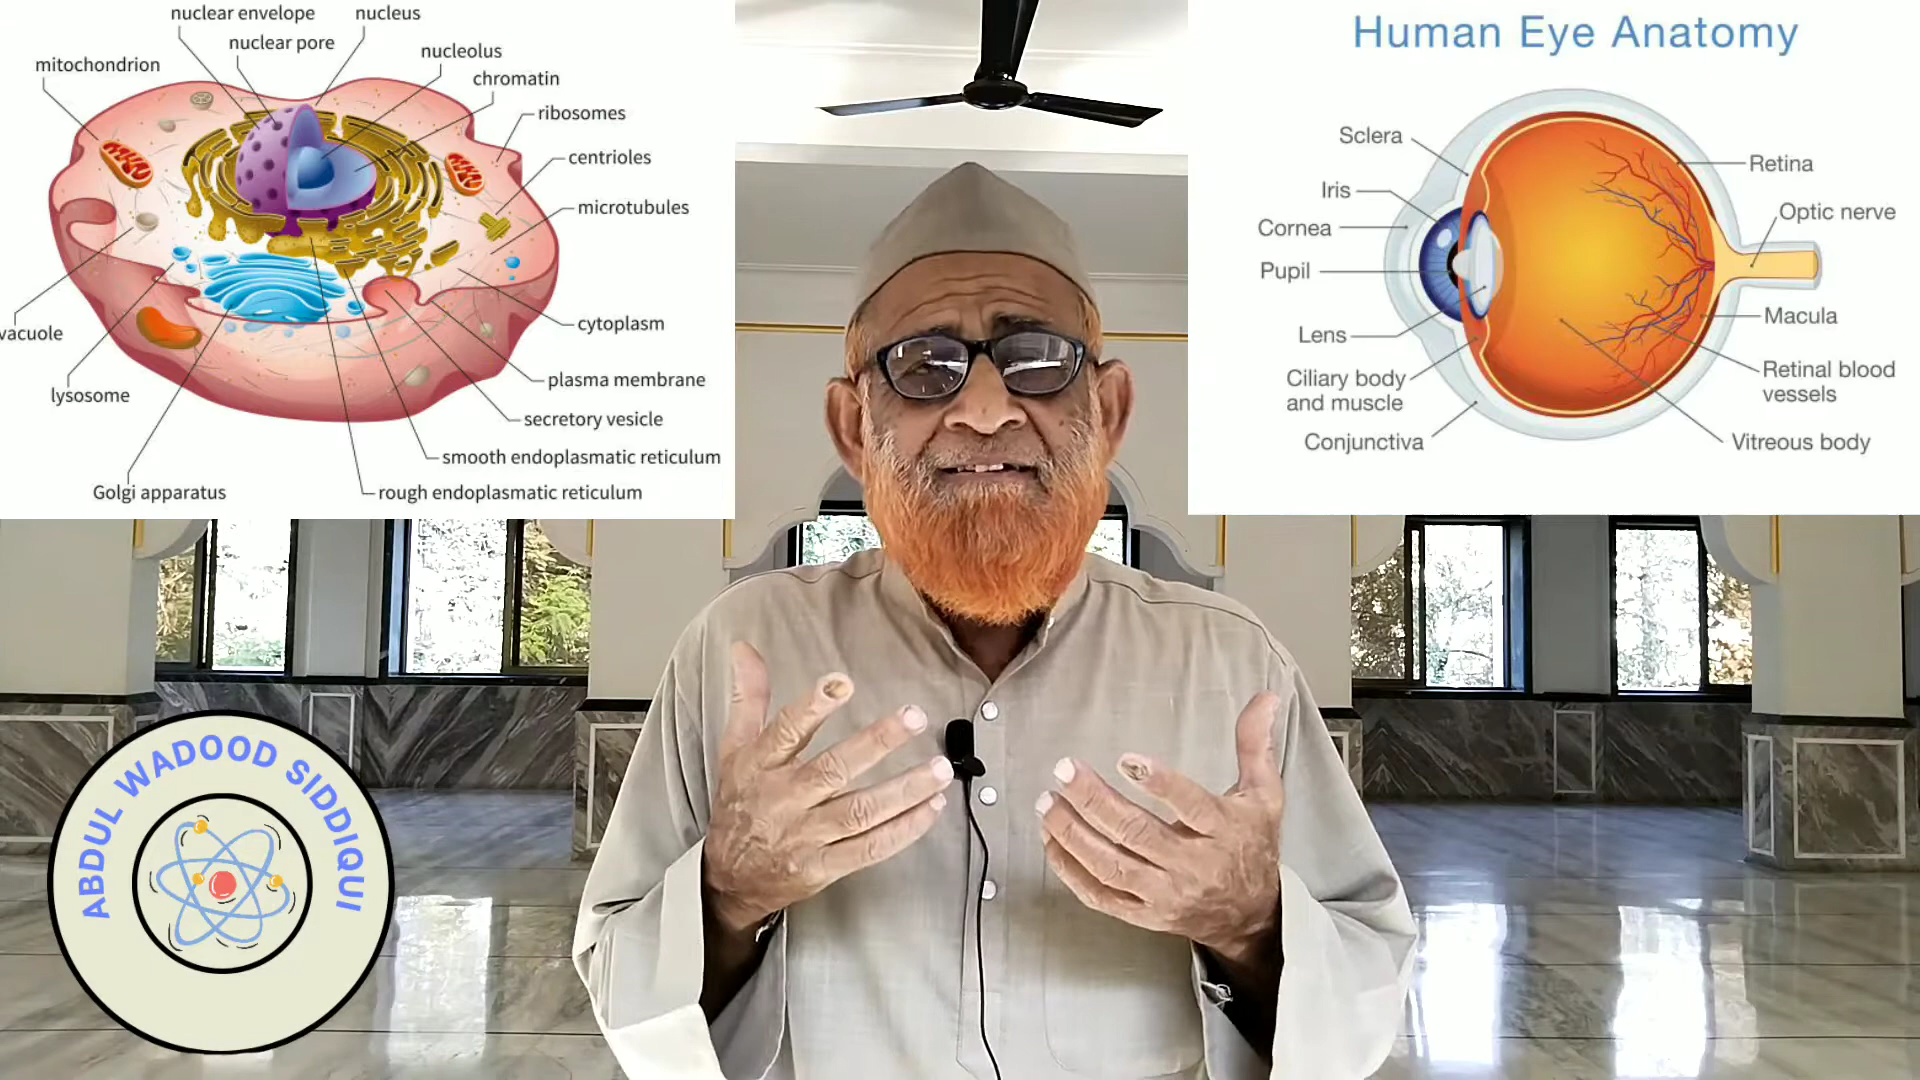 nuclear envelope
nucleus
nuclear pore
nucleolus
mitochondrion
chromatin
ribosomes
centrioles
microtubules
vacuole
cytoplasm
lysosome
plasma membrane
secretory vesicle
smooth endoplasmatic reticulum
Golgi apparatus
rough endoplasmatic reticulum
Human Eye Anatomy
Sclera
Retina
Iris
Optic nerve
Cornea
Pupil
Macula
Lens
Retinal blood
vessels
Ciliary body
and muscle
Conjunctiva
Vitreous body
ABDUL WADOOD SIDDIQUI